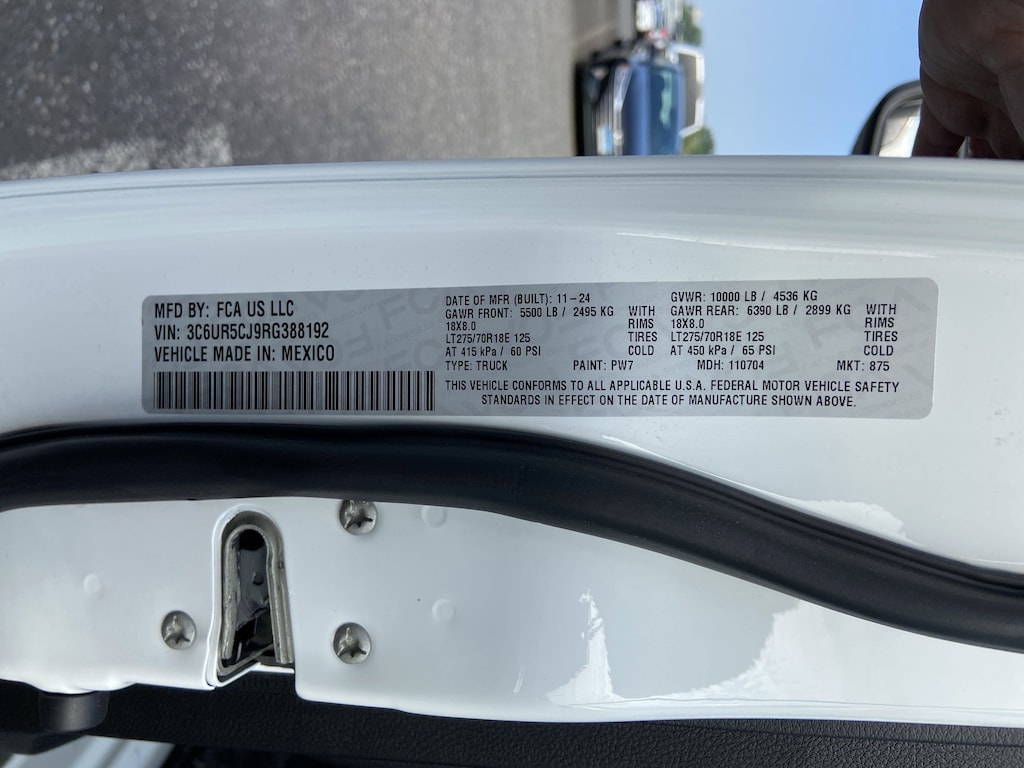 MFD BY: FCA US LLC
VIN: 3C6UR5CJ9RG388192
VEHICLE MADE IN: MEXICO
DATE OF MFR (BUILT): 11-24
GAWR FRONT: 5500 LB / 2495 KG WITH
18X8.0 RIMS
LT275/70R18E 125 TIRES
AT 415 kPa / 60 PSI COLD
TYPE: TRUCK PAINT: PW7
GVWR: 10000 LB / 4536 KG
GAWR REAR: 6390 LB / 2899 KG WITH
18X8.0 RIMS
LT275/70R18E 125 TIRES
AT 450 kPa / 65 PSI COLD
MDH: 110704 MKT: 875
THIS VEHICLE CONFORMS TO ALL APPLICABLE U.S.A. FEDERAL MOTOR VEHICLE SAFETY
STANDARDS IN EFFECT ON THE DATE OF MANUFACTURE SHOWN ABOVE.